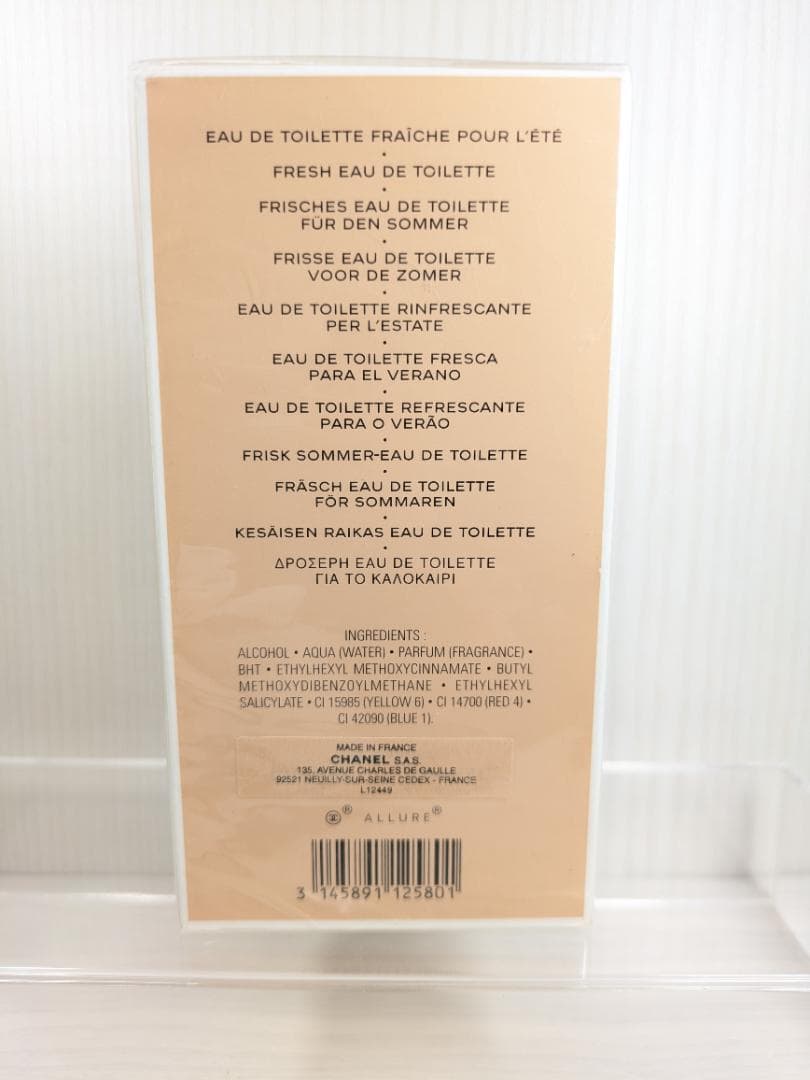 EAU DE TOILETTE FRAÎCHE POUR L'ÉTÉ
•
FRESH EAU DE TOILETTE
•
FRISCHES EAU DE TOILETTE
FÜR DEN SOMMER
•
FRISSE EAU DE TOILETTE
VOOR DE ZOMER
•
EAU DE TOILETTE RINFRESCANTE
PER L'ESTATE
•
EAU DE TOILETTE FRESCA
PARA EL VERANO
•
EAU DE TOILETTE REFRESCANTE
PARA O VERÃO
•
FRISK SOMMER-EAU DE TOILETTE
•
FRÄSCH EAU DE TOILETTE
FÖR SOMMAREN
•
KESÄISEN RAIKAS EAU DE TOILETTE
•
ΔΡΟΣΕΡΗ EAU DE TOILETTE
ΓΙΑ ΤΟ ΚΑΛΟΚΑΙΡΙ
INGREDIENTS :
ALCOHOL • AQUA (WATER) • PARFUM (FRAGRANCE) •
BHT • ETHYLHEXYL METHOXYCINNAMATE • BUTYL
METHOXYDIBENZOYLMETHANE • ETHYLHEXYL
SALICYLATE • CI 15985 (YELLOW 6) • CI 14700 (RED 4) •
CI 42090 (BLUE 1).
MADE IN FRANCE
CHANEL S.A.S.
135, AVENUE CHARLES DE GAULLE
92521 NEUILLY-SUR-SEINE CEDEX - FRANCE
L12449
® ALLURE®
3 145891 125801